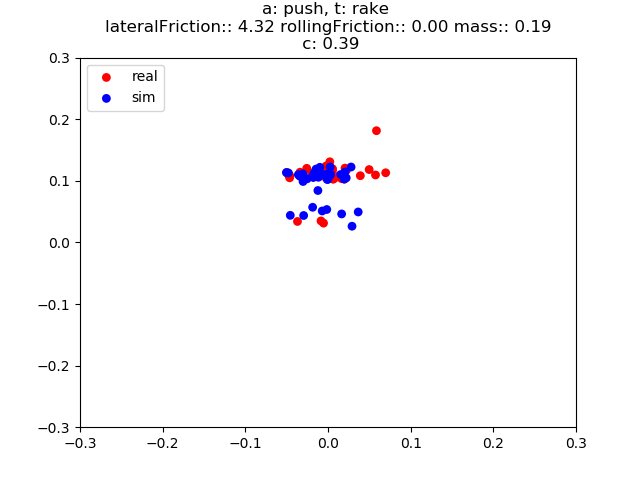 a: push, t: rake
lateralFriction:: 4.32 rollingFriction:: 0.00 mass:: 0.19
c: 0.39
real
sim
0.3
0.2
0.1
0.0
−0.1
−0.2
−0.3
−0.3 −0.2 −0.1 0.0 0.1 0.2 0.3